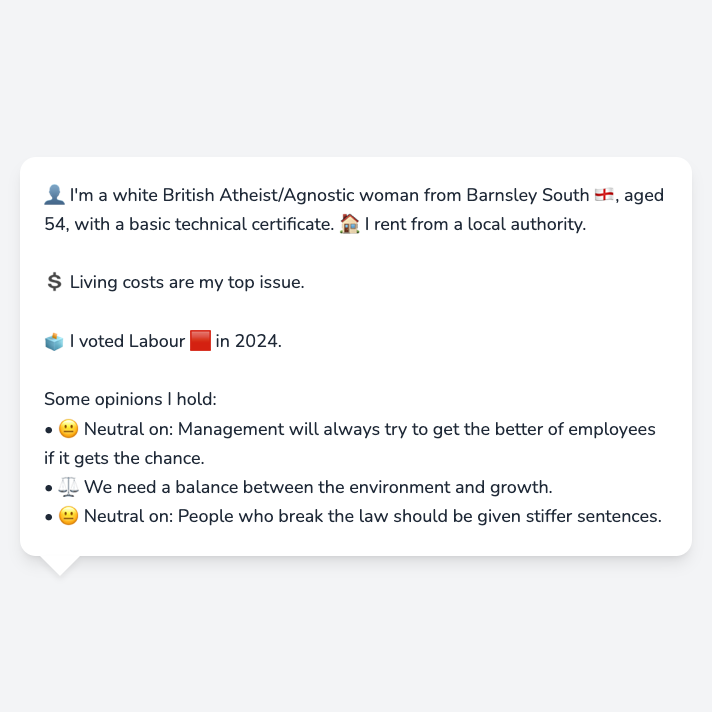 👤 I'm a white British Atheist/Agnostic woman from Barnsley South 🏴󠁧󠁢󠁥󠁮󠁧󠁿, aged
54, with a basic technical certificate. 🏠 I rent from a local authority.
💲 Living costs are my top issue.
🗳️ I voted Labour 🟥 in 2024.
Some opinions I hold:
• 😐 Neutral on: Management will always try to get the better of employees
if it gets the chance.
• ⚖️ We need a balance between the environment and growth.
• 😐 Neutral on: People who break the law should be given stiffer sentences.